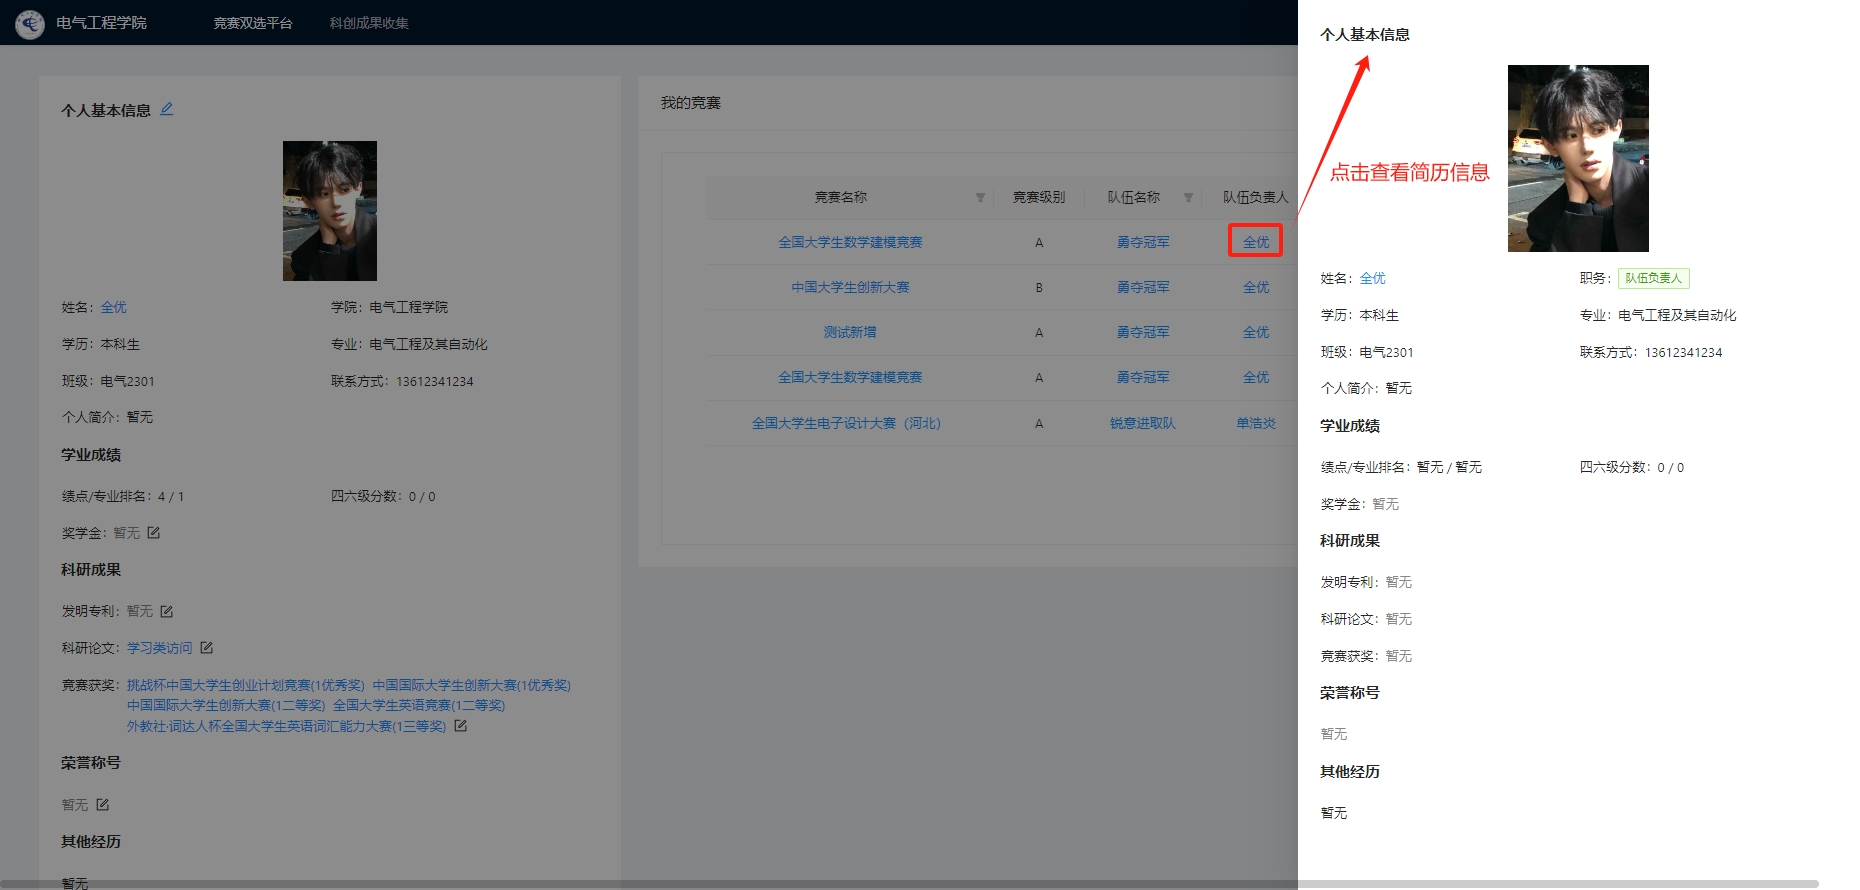 电气工程学院 竞赛双选平台 科创成果收集
个人基本信息
姓名：全优 学院：电气工程学院
学历：本科生 专业：电气工程及其自动化
班级：电气2301 联系方式：13612341234
个人简介：暂无
学业成绩
绩点/专业排名：4 / 1 四六级分数：0 / 0
奖学金：暂无
科研成果
发明专利：暂无
科研论文：学习类访问
竞赛获奖：挑战杯中国大学生创业计划竞赛(1优秀奖) 中国国际大学生创新大赛(1优秀奖)
中国国际大学生创新大赛(1二等奖) 全国大学生英语竞赛(1二等奖)
外教社·词达人杯全国大学生英语词汇能力大赛(1三等奖)
荣誉称号
暂无
其他经历
暂无
我的竞赛
竞赛名称 竞赛级别 队伍名称 队伍负责人
全国大学生数学建模竞赛 A 勇夺冠军 全优
中国大学生创新大赛 B 勇夺冠军 全优
测试新增 A 勇夺冠军 全优
全国大学生数学建模竞赛 A 勇夺冠军 全优
全国大学生电子设计大赛（河北） A 锐意进取队 单浩炎
个人基本信息
点击查看简历信息
姓名：全优 职务：队伍负责人
学历：本科生 专业：电气工程及其自动化
班级：电气2301 联系方式：13612341234
个人简介：暂无
学业成绩
绩点/专业排名：暂无 / 暂无 四六级分数：0 / 0
奖学金：暂无
科研成果
发明专利：暂无
科研论文：暂无
竞赛获奖：暂无
荣誉称号
暂无
其他经历
暂无